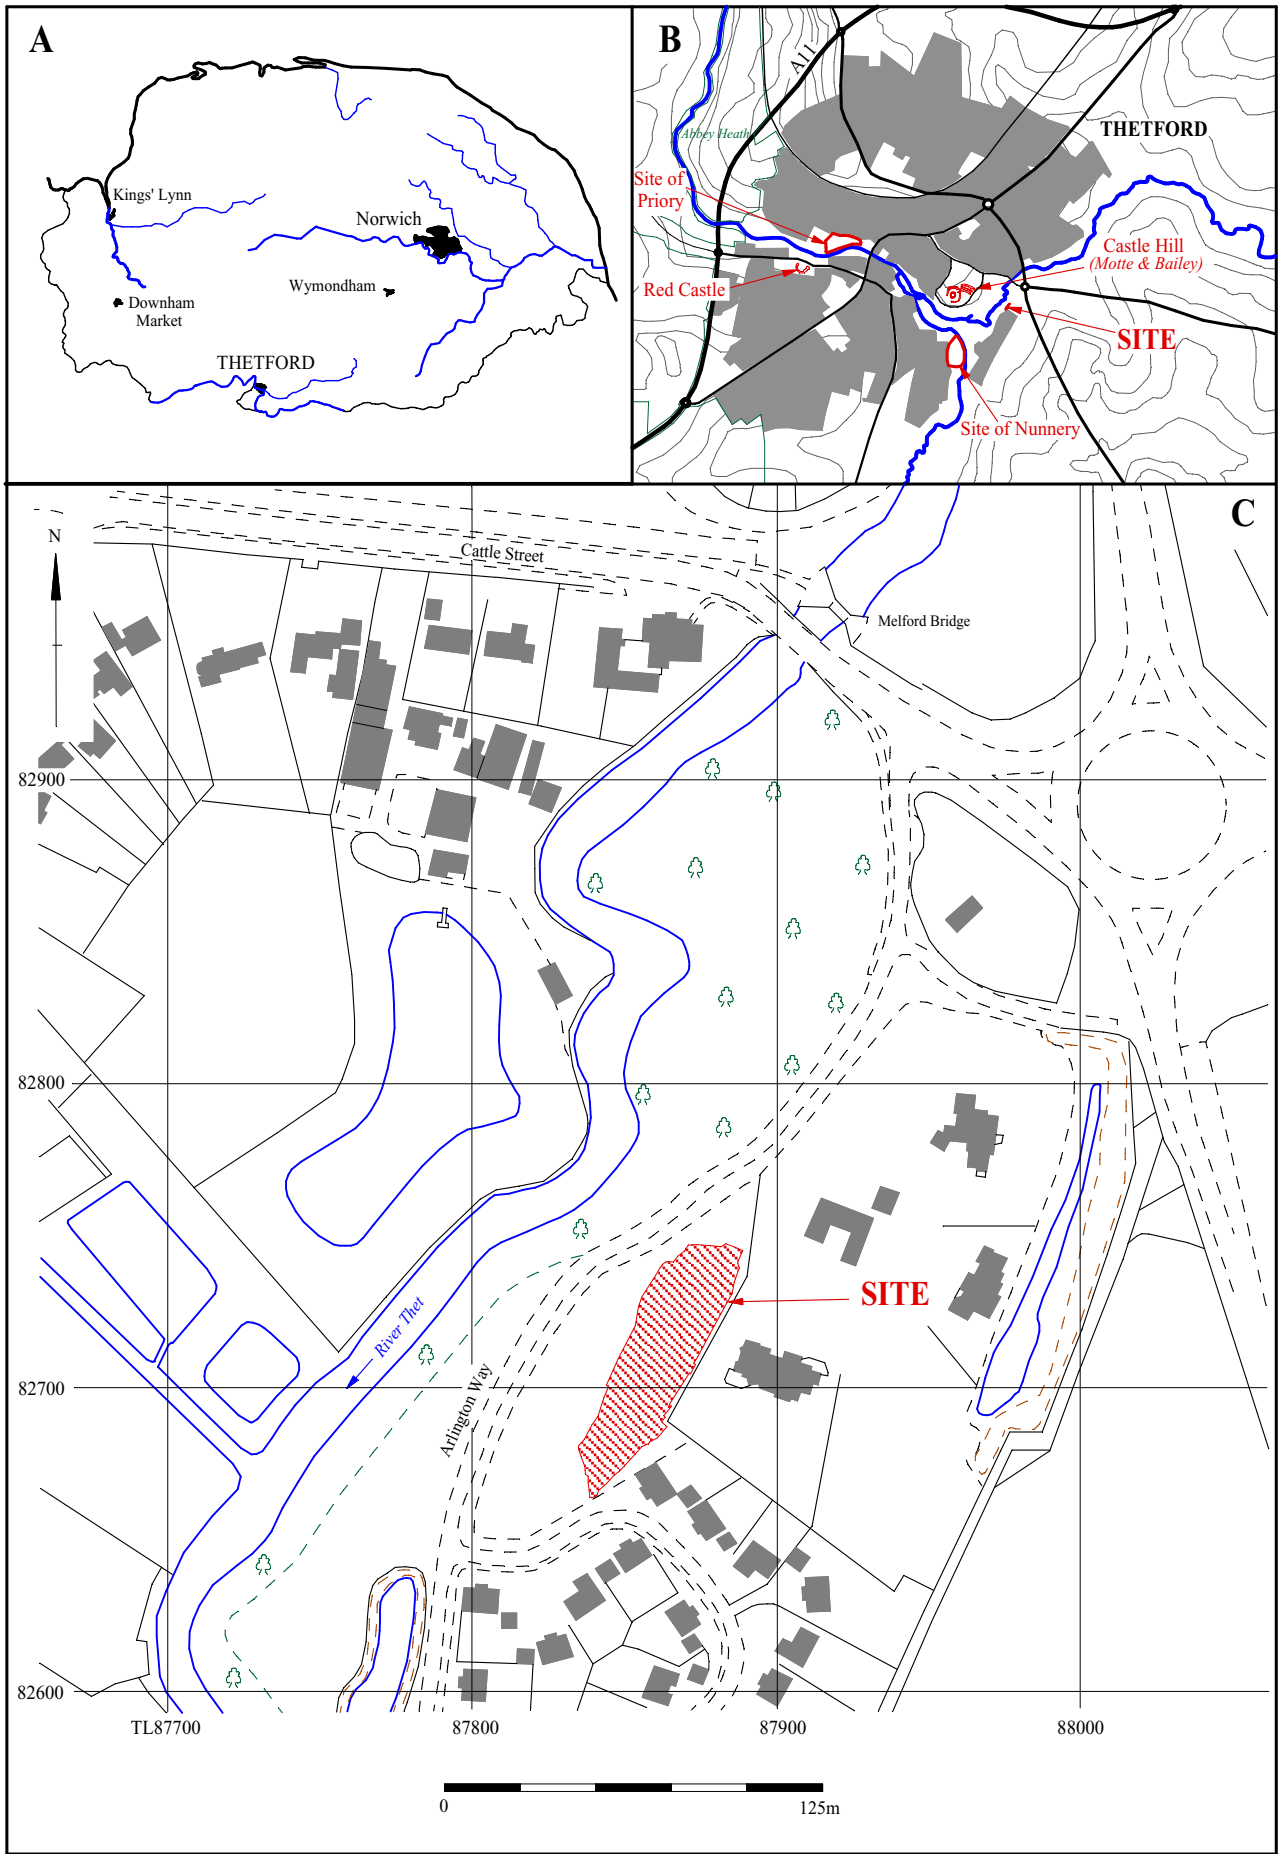 A
Kings' Lynn
Norwich
Wymondham
Downham
Market
THETFORD
B
A11
(Abbey Heath)
THETFORD
Site of
Priory
Castle Hill
(Motte & Bailey)
Red Castle
SITE
Site of Nunnery
C
N
Cattle Street
Melford Bridge
82900
82800
SITE
River Thet
82700
Arlington Way
82600
TL87700
87800
87900
88000
0
125m